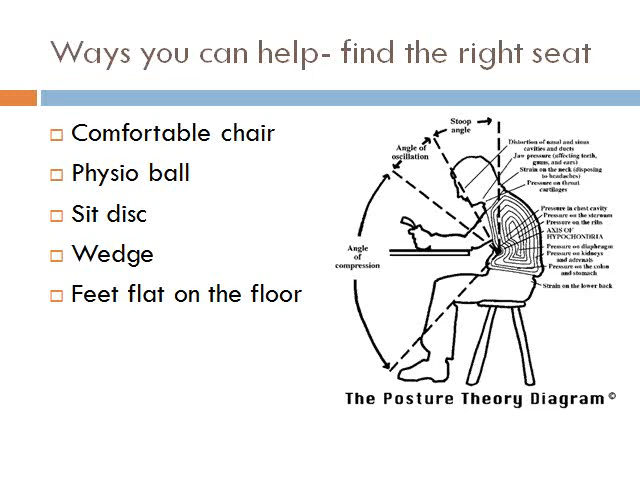 Ways you can help- find the right seat
Comfortable chair
Physio ball
Sit disc
Wedge
Feet flat on the floor
Stoop
angle
Angle of
oscillation
Angle
of
compression
Distortion of nasal and sinus
cavities and ducts
Jaw pressure (affecting teeth,
gums, and ears)
Strain on the neck (disposing
to headaches)
Pressure on throat
cartilages
Pressure in chest cavity
Pressure on the sternum
Pressure on the ribs
AXIS OF
HYPOCHONDRIA
Pressure on diaphragm
Pressure on kidneys
and adrenals
Pressure on the colon
and stomach
Strain on the lower back
The Posture Theory Diagram ©